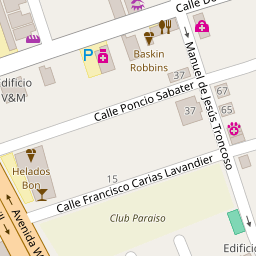 Calle Do
Baskin
Robbins
P
Edificio
V&M
37
65
67
37
Manuel de Jesús Troncoso
Calle Poncio Sabater
Helados
Bon
15
Calle Francisco Carias Lavandier
Club Paraiso
Avenida W
Edificio